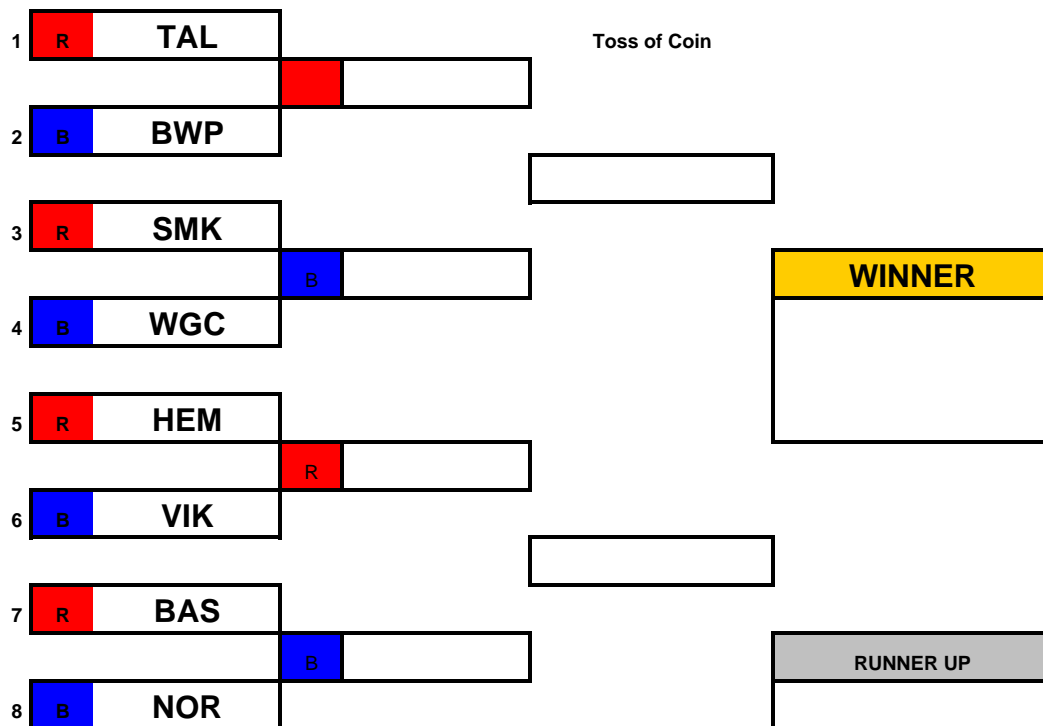 1 R TAL
Toss of Coin
2 B BWP
3 R SMK
B
WINNER
4 B WGC
5 R HEM
R
6 B VIK
7 R BAS
B
RUNNER UP
8 B NOR